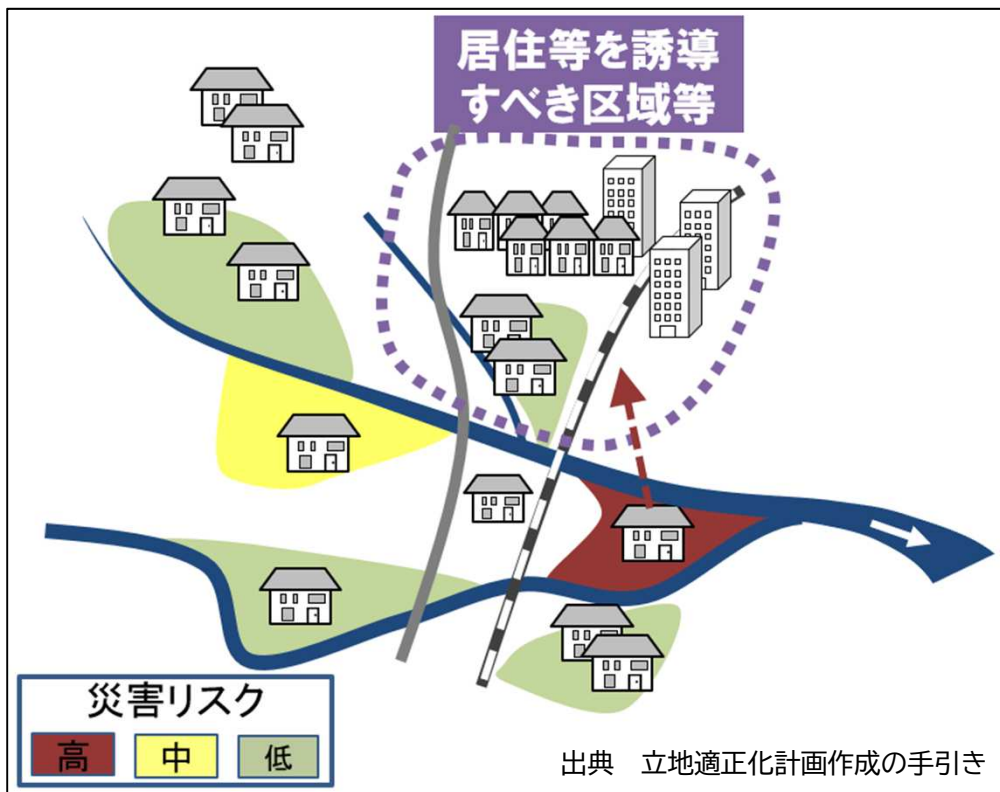 居住等を誘導
すべき区域等
災害リスク
高 中 低
出典 立地適正化計画作成の手引き